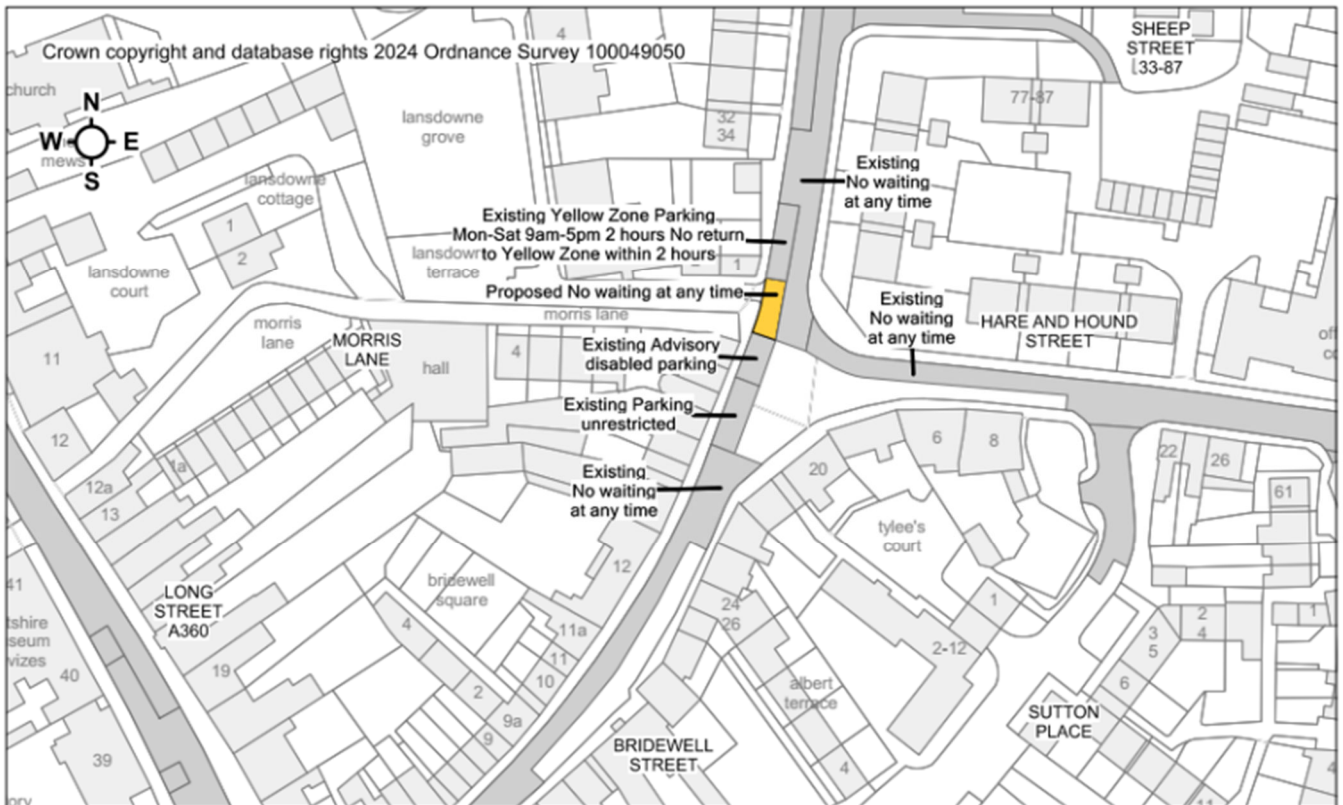 Crown copyright and database rights 2024 Ordnance Survey 100049050
SHEEP
STREET
33-87
4
church
N
W
E
S
mews
lansdowne
grove
32
34
77-87
lansdowne
cottage
1
2
lansdowne
court
Existing
No waiting
at any time
Existing Yellow Zone Parking
Mon-Sat 9am-5pm 2 hours No return
to Yellow Zone within 2 hours
terrace
1
Proposed No waiting at any time
morris lane
Existing
No waiting
at any time
HARE AND HOUND
STREET
morris
lane
MORRIS
LANE
hall
4
Existing Advisory
disabled parking
Existing Parking
unrestricted
Existing
No waiting
at any time
11
12
12a
13
1a
6
8
20
22
26
61
tylee's
court
41
LONG
STREET
A360
bridewell
square
12
24
26
11a
11
10
4
2
9a
9
1
2-12
2
4
1
3
5
6
tshire
seum
vizes
40
19
39
albert
terrace
4
SUTTON
PLACE
BRIDEWELL
STREET
11
4